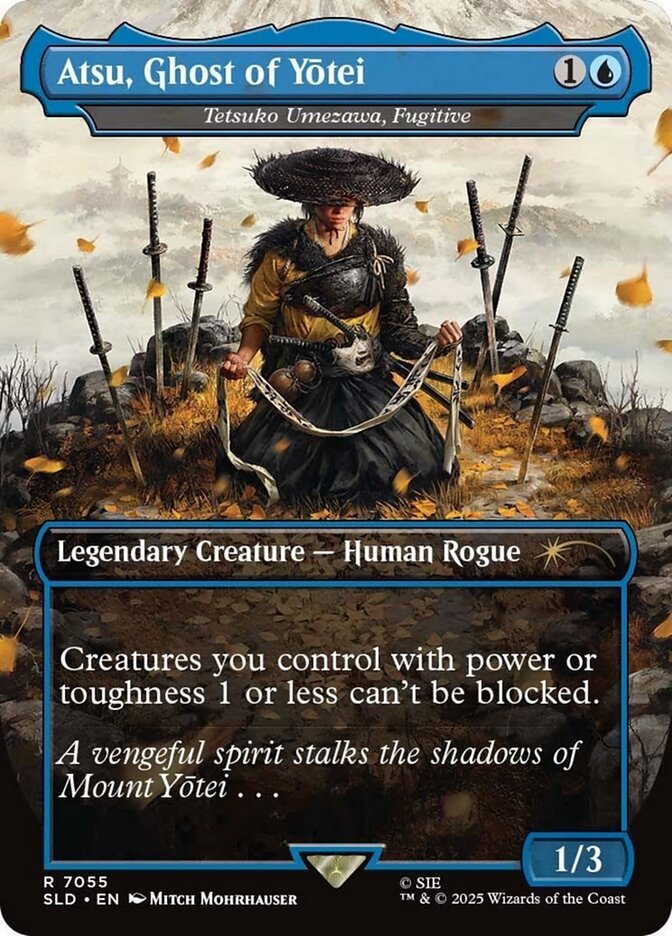 Atsu, Ghost of Yōtei 1
Tetsuko Umezawa, Fugitive
Legendary Creature — Human Rogue
Creatures you control with power or
toughness 1 or less can't be blocked.
A vengeful spirit stalks the shadows of
Mount Yōtei . . .
1/3
R 7055
SLD • EN Mitch Mohrhauser
© SIE
™ & © 2025 Wizards of the Coast